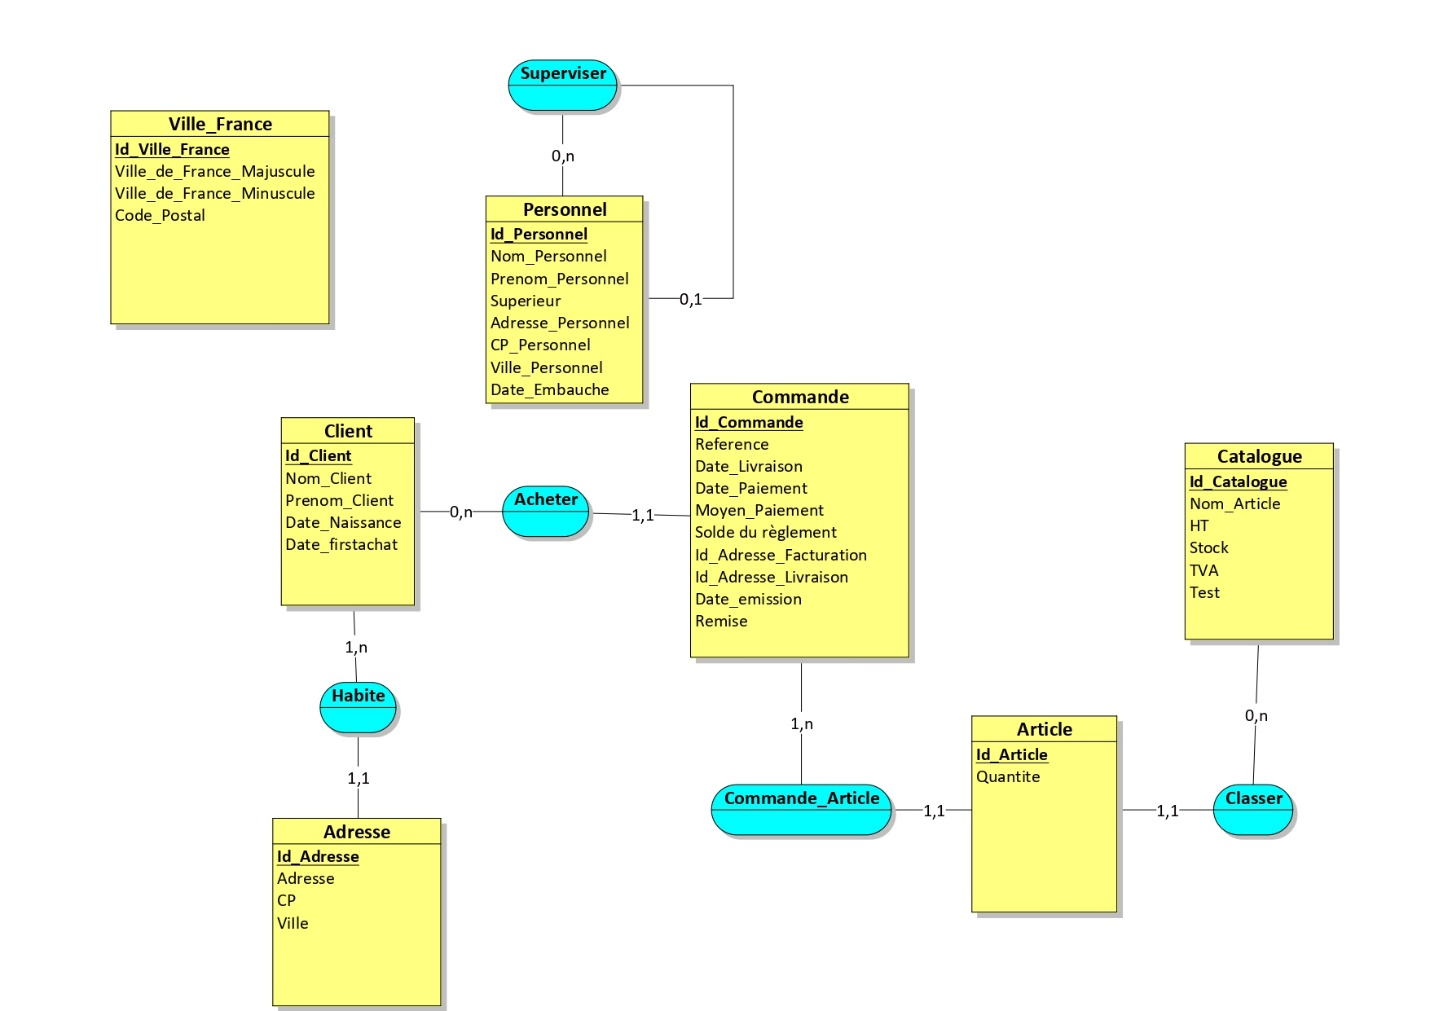 Superviser
0,n
0,1
Ville_France
Id_Ville_France
Ville_de_France_Majuscule
Ville_de_France_Minuscule
Code_Postal
Personnel
Id_Personnel
Nom_Personnel
Prenom_Personnel
Superieur
Adresse_Personnel
CP_Personnel
Ville_Personnel
Date_Embauche
Client
Id_Client
Nom_Client
Prenom_Client
Date_Naissance
Date_firstachat
0,n
Acheter
1,1
Commande
Id_Commande
Reference
Date_Livraison
Date_Paiement
Moyen_Paiement
Solde du règlement
Id_Adresse_Facturation
Id_Adresse_Livraison
Date_emission
Remise
Catalogue
Id_Catalogue
Nom_Article
HT
Stock
TVA
Test
1,n
Habite
1,1
Adresse
Id_Adresse
Adresse
CP
Ville
1,n
Commande_Article
1,1
Article
Id_Article
Quantite
1,1
Classer
0,n